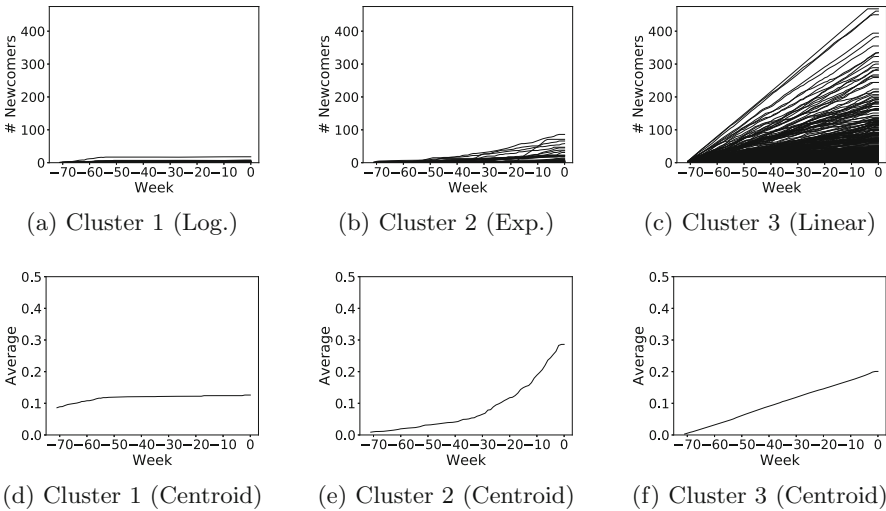 # Newcomers
400
300
200
100
0
−70 −60 −50 −40 −30 −20 −10 0
Week
(a) Cluster 1 (Log.)
# Newcomers
400
300
200
100
0
−70 −60 −50 −40 −30 −20 −10 0
Week
(b) Cluster 2 (Exp.)
# Newcomers
400
300
200
100
0
−70 −60 −50 −40 −30 −20 −10 0
Week
(c) Cluster 3 (Linear)
Average
0.5
0.4
0.3
0.2
0.1
0.0
−70 −60 −50 −40 −30 −20 −10 0
Week
(d) Cluster 1 (Centroid)
Average
0.5
0.4
0.3
0.2
0.1
0.0
−70 −60 −50 −40 −30 −20 −10 0
Week
(e) Cluster 2 (Centroid)
Average
0.5
0.4
0.3
0.2
0.1
0.0
−70 −60 −50 −40 −30 −20 −10 0
Week
(f) Cluster 3 (Centroid)